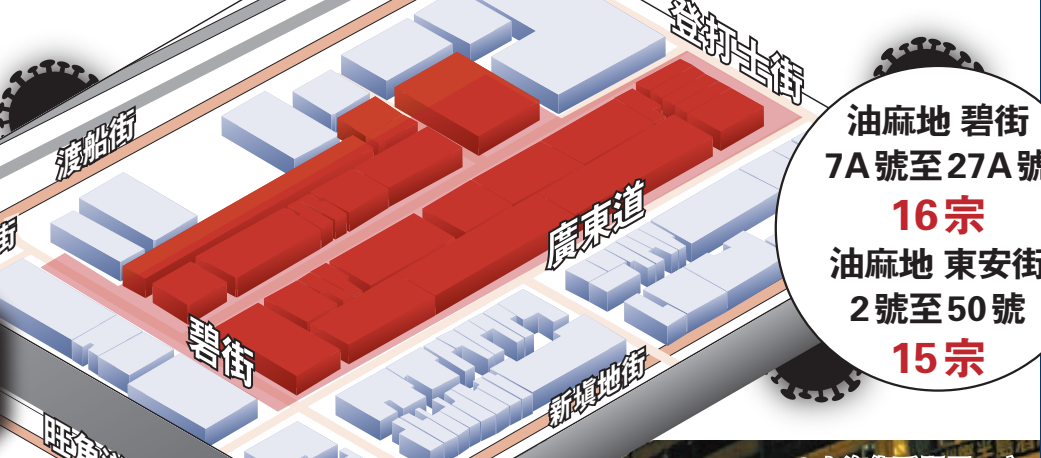 登打士街
渡船街
街
廣東道
碧街
新填地街
油麻地 碧街
7A號至27A號
16宗
油麻地 東安街
2號至50號
15宗